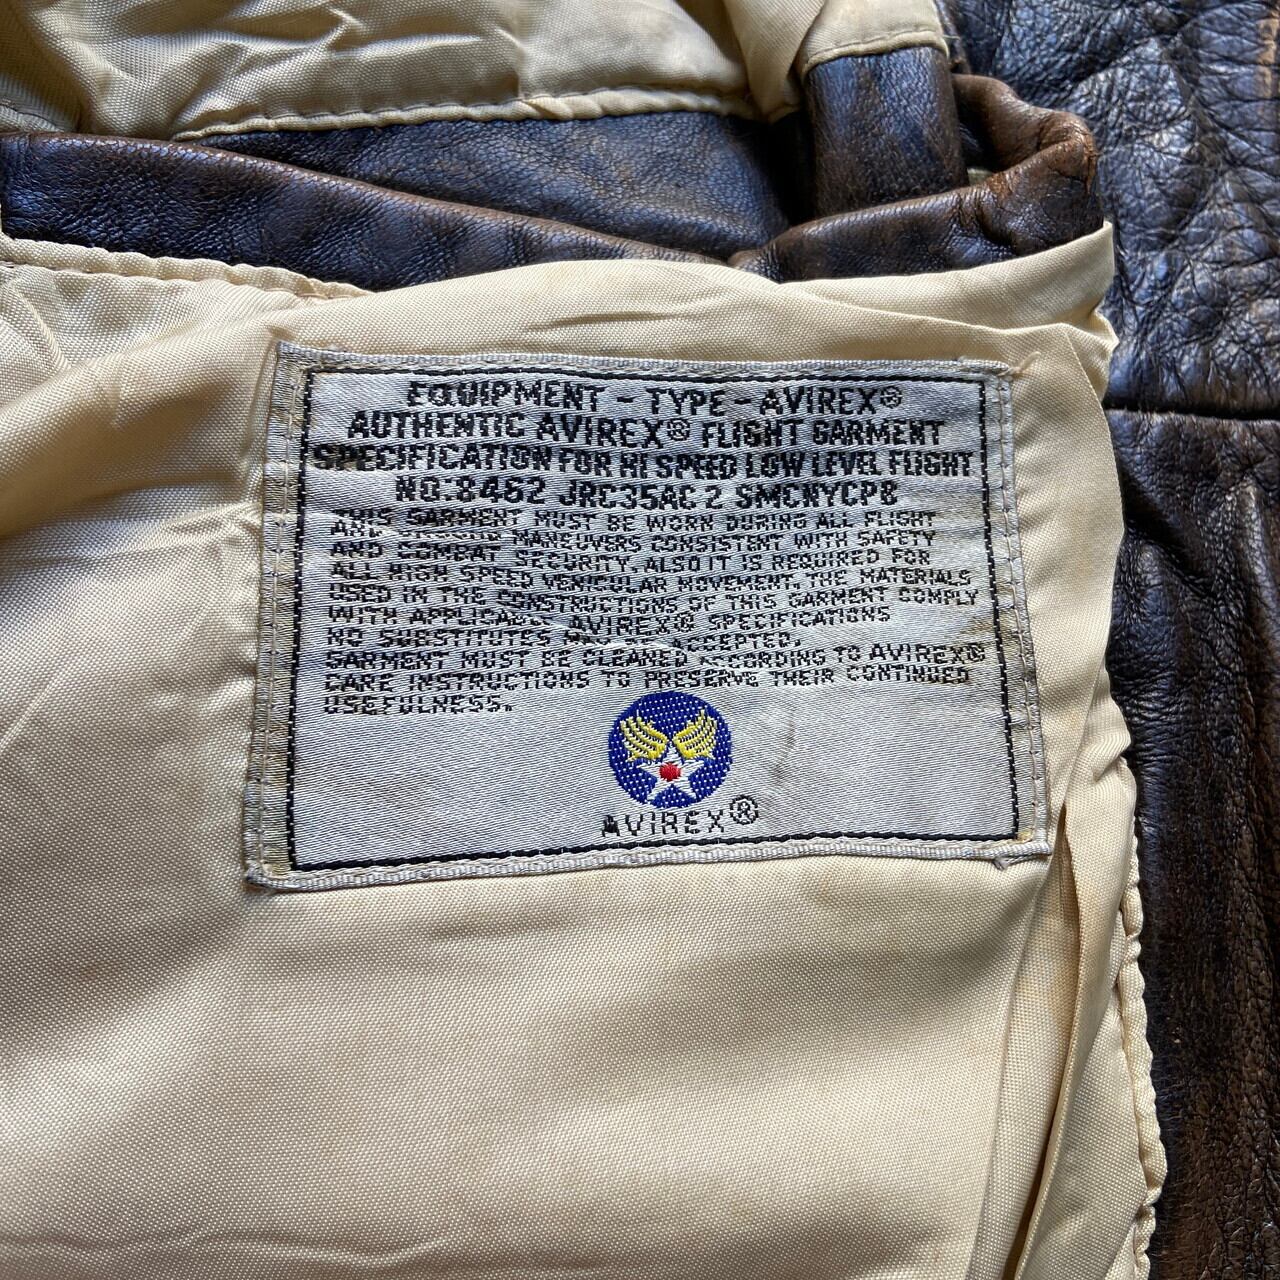 EQUIPMENT - TYPE - AVIREX®
AUTHENTIC AVIREX® FLIGHT GARMENT
SPECIFICATION FOR HI SPEED LOW LEVEL FLIGHT
NO.8462 JRC35AC2 SMCNYCP8
THIS GARMENT MUST BE WORN DURING ALL FLIGHT
AND MANEUVERS CONSISTENT WITH SAFETY
AND COMBAT SECURITY. ALSO IT IS REQUIRED FOR
ALL HIGH SPEED VEHICULAR MOVEMENT. THE MATERIALS
USED IN THE CONSTRUCTIONS OF THIS GARMENT COMPLY
WITH APPLICABLE AVIREX® SPECIFICATIONS
NO SUBSTITUTES ACCEPTED.
GARMENT MUST BE CLEANED ACCORDING TO AVIREX®
CARE INSTRUCTIONS TO PRESERVE THEIR CONTINUED
USEFULNESS.
AVIREX®